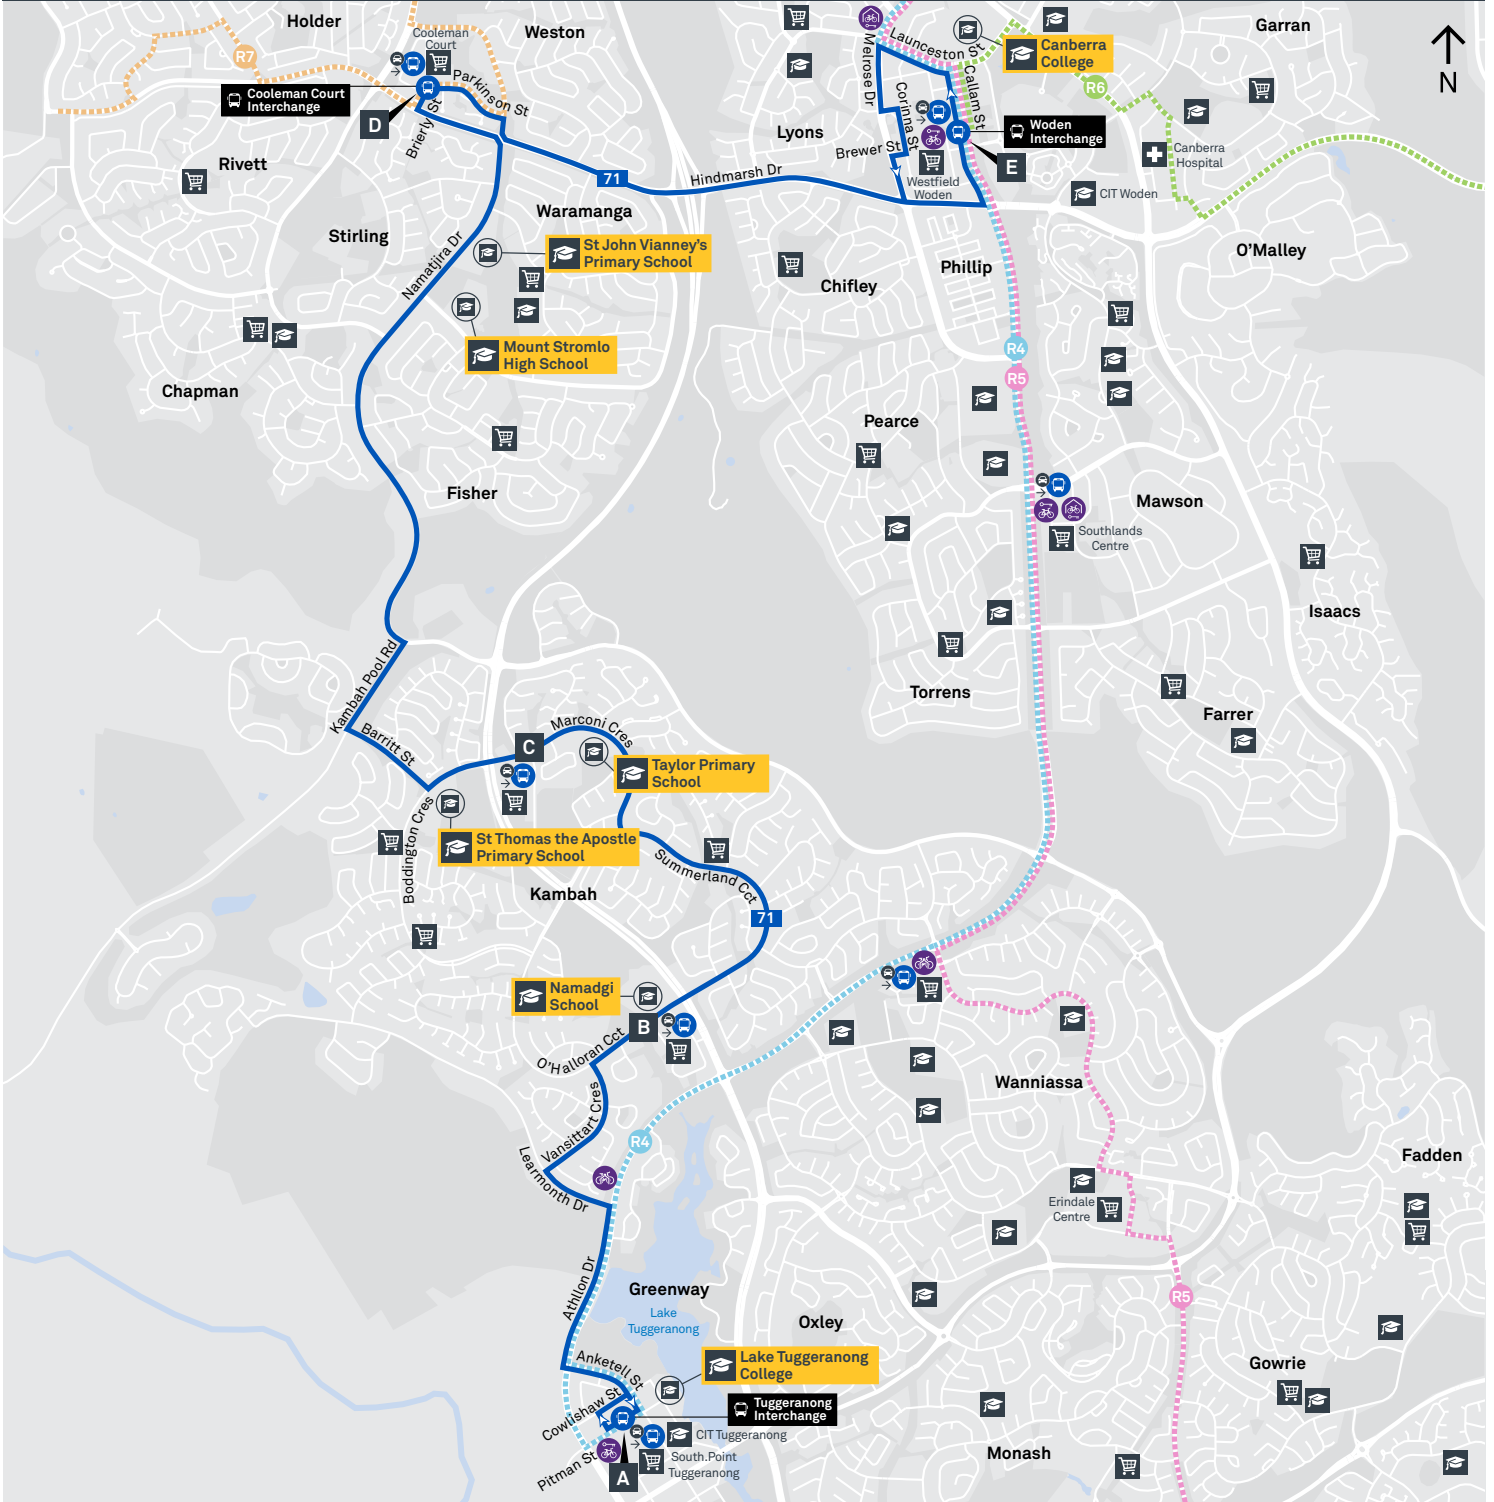 Holder
Weston
Garran
Cooleman
Court
R7
Parkinson St
Cooleman Court
Interchange
D
Brierly St
Melrose Dr
Launceston St
Canberra
College
Callam St
Corinna St
R6
N
Lyons
Woden
Interchange
Brewer St
E
Westfield
Woden
Canberra
Hospital
CIT Woden
Rivett
71
Hindmarsh Dr
Waramanga
Stirling
Namatjira Dr
St John Vianney's
Primary School
O'Malley
Phillip
Chifley
Mount Stromlo
High School
R4
R5
Chapman
Pearce
Fisher
Mawson
Southlands
Centre
Isaacs
Kambah Pool Rd
Torrens
Farrer
Barritt St
C
Marconi Cres
Taylor Primary
School
Boddington Cres
St Thomas the Apostle
Primary School
Summerland Cct
Kambah
71
Namadgi
School
B
O'Halloran Cct
Vansittart Cres
Wanniassa
R4
Learmonth Dr
Fadden
Erindale
Centre
Athllon Dr
Greenway
Lake
Tuggeranong
R5
Oxley
Anketell St
Lake Tuggeranong
College
Gowrie
Cowlishaw St
Tuggeranong
Interchange
CIT Tuggeranong
Pitman St
A
South.Point
Tuggeranong
Monash